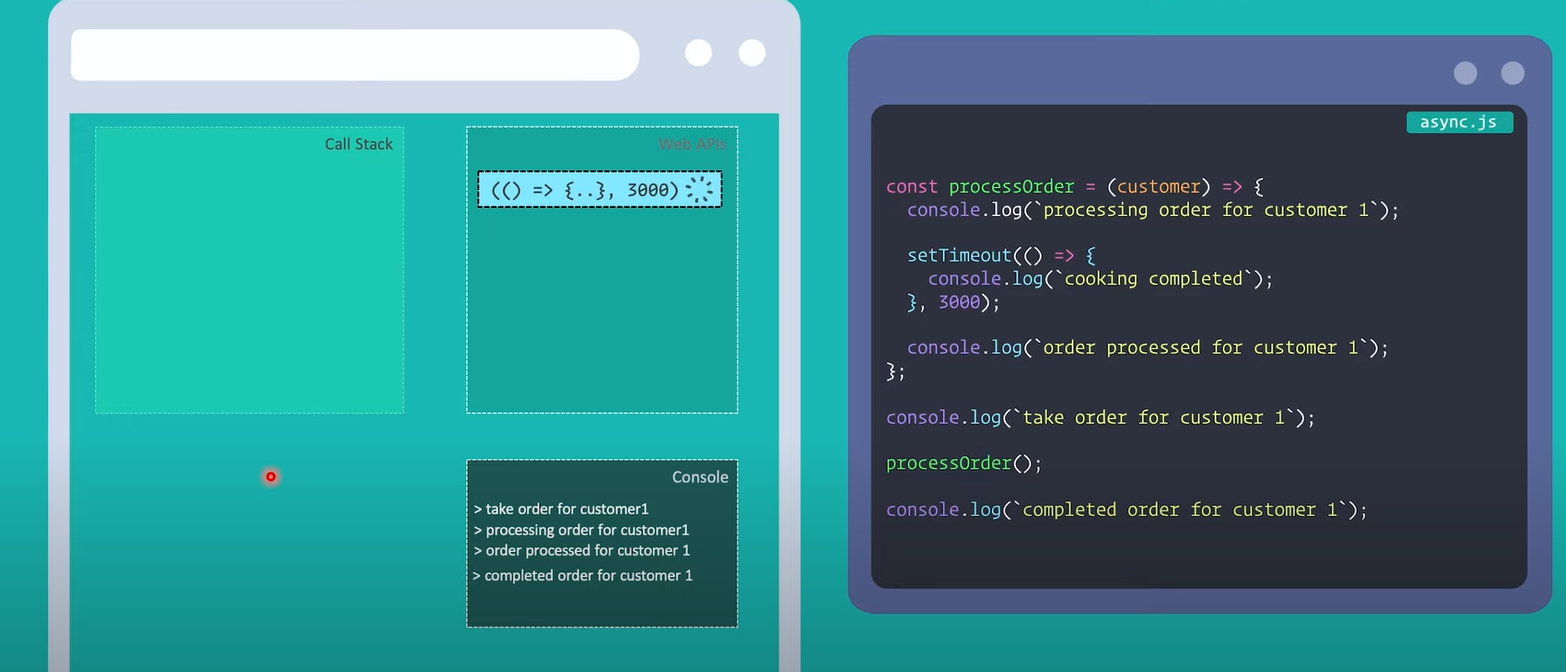 Call Stack
Web APIs
(() => {..}, 3000)
Console
> take order for customer1
> processing order for customer1
> order processed for customer 1
> completed order for customer 1
async.js
const processOrder = (customer) => {
  console.log(`processing order for customer 1`);
  setTimeout(() => {
    console.log(`cooking completed`);
  }, 3000);
  console.log(`order processed for customer 1`);
};
console.log(`take order for customer 1`);
processOrder();
console.log(`completed order for customer 1`);